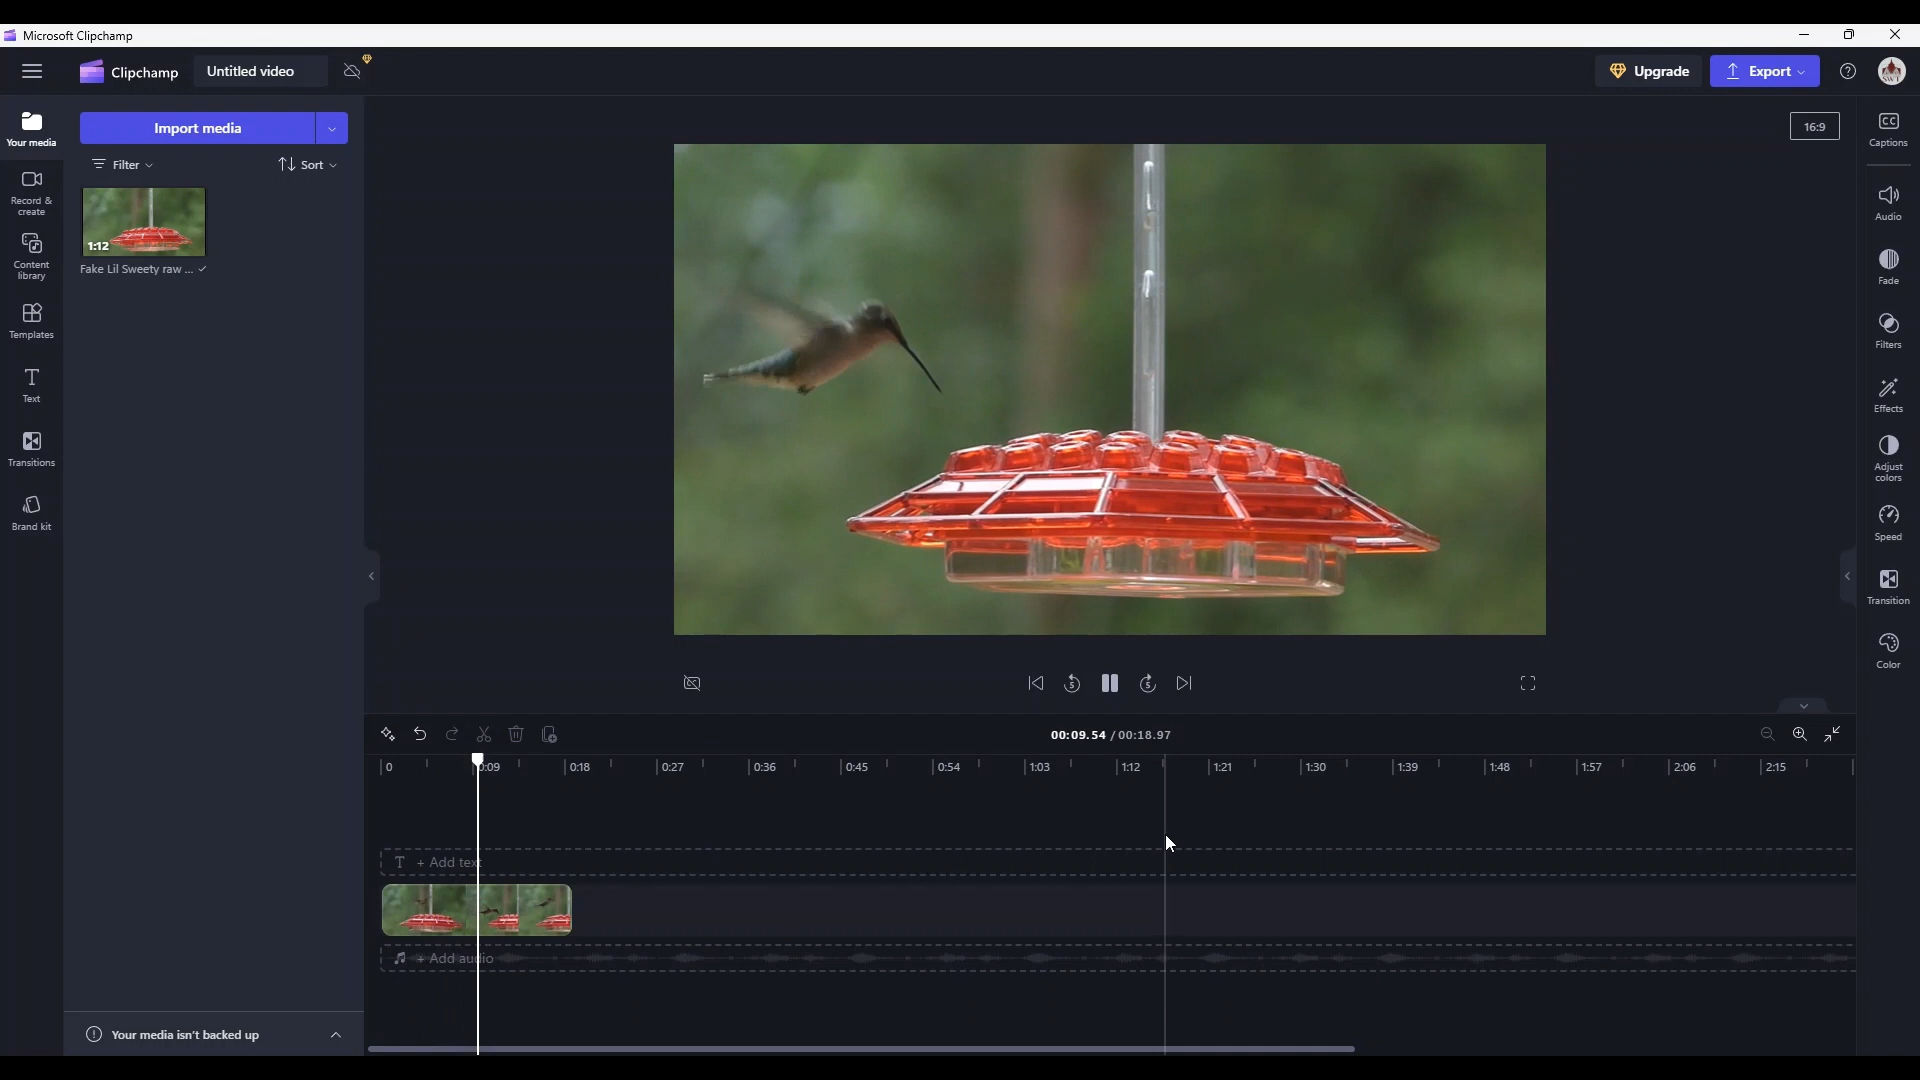 Microsoft Clipchamp
Clipchamp
Untitled video
Upgrade
Export
Your media
Import media
16:9
Captions
Filter
Sort
Record & create
Audio
1:12
Content library
Fake Lil Sweety raw ...
Fade
Templates
Filters
Text
Effects
Transitions
Adjust colors
Brand kit
Speed
Transition
Color
5
5
00:09.54 / 00:18.97
0 0:09 0:18 0:27 0:36 0:45 0:54 1:03 1:12 1:21 1:30 1:39 1:48 1:57 2:06 2:15
T + Add text
+ Add audio
Your media isn't backed up